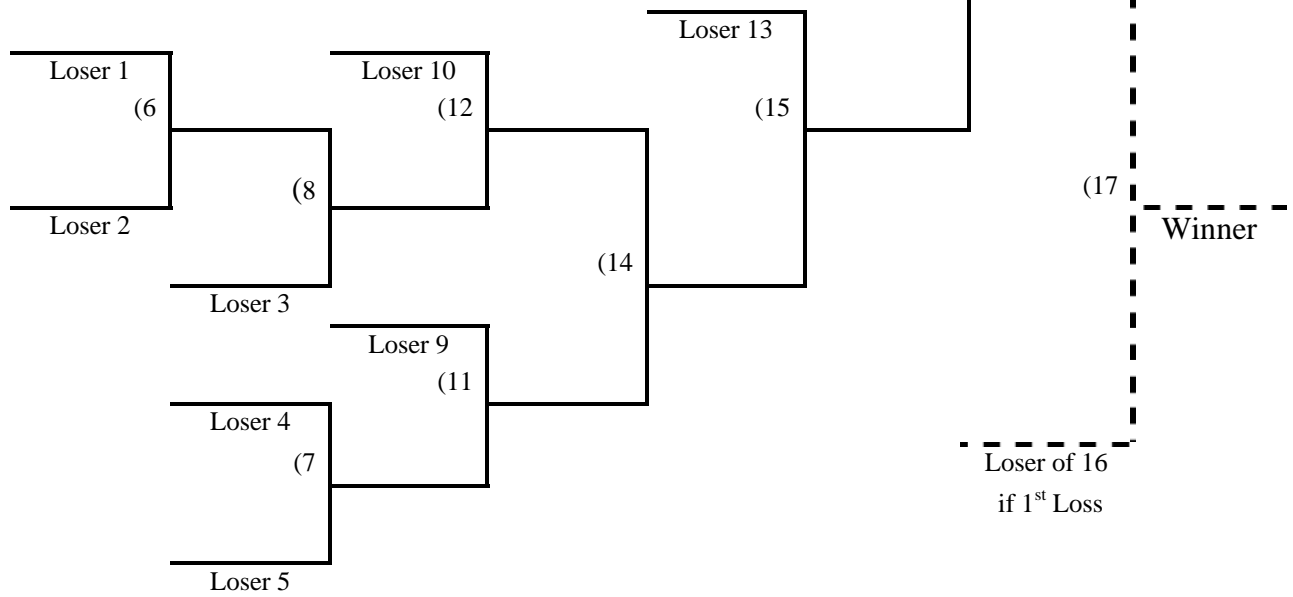 Loser 13
Loser 1
Loser 10
(6
(12
(15
(8
(17
Loser 2
Winner
(14
Loser 3
Loser 9
(11
Loser 4
(7
Loser of 16
if 1st Loss
Loser 5